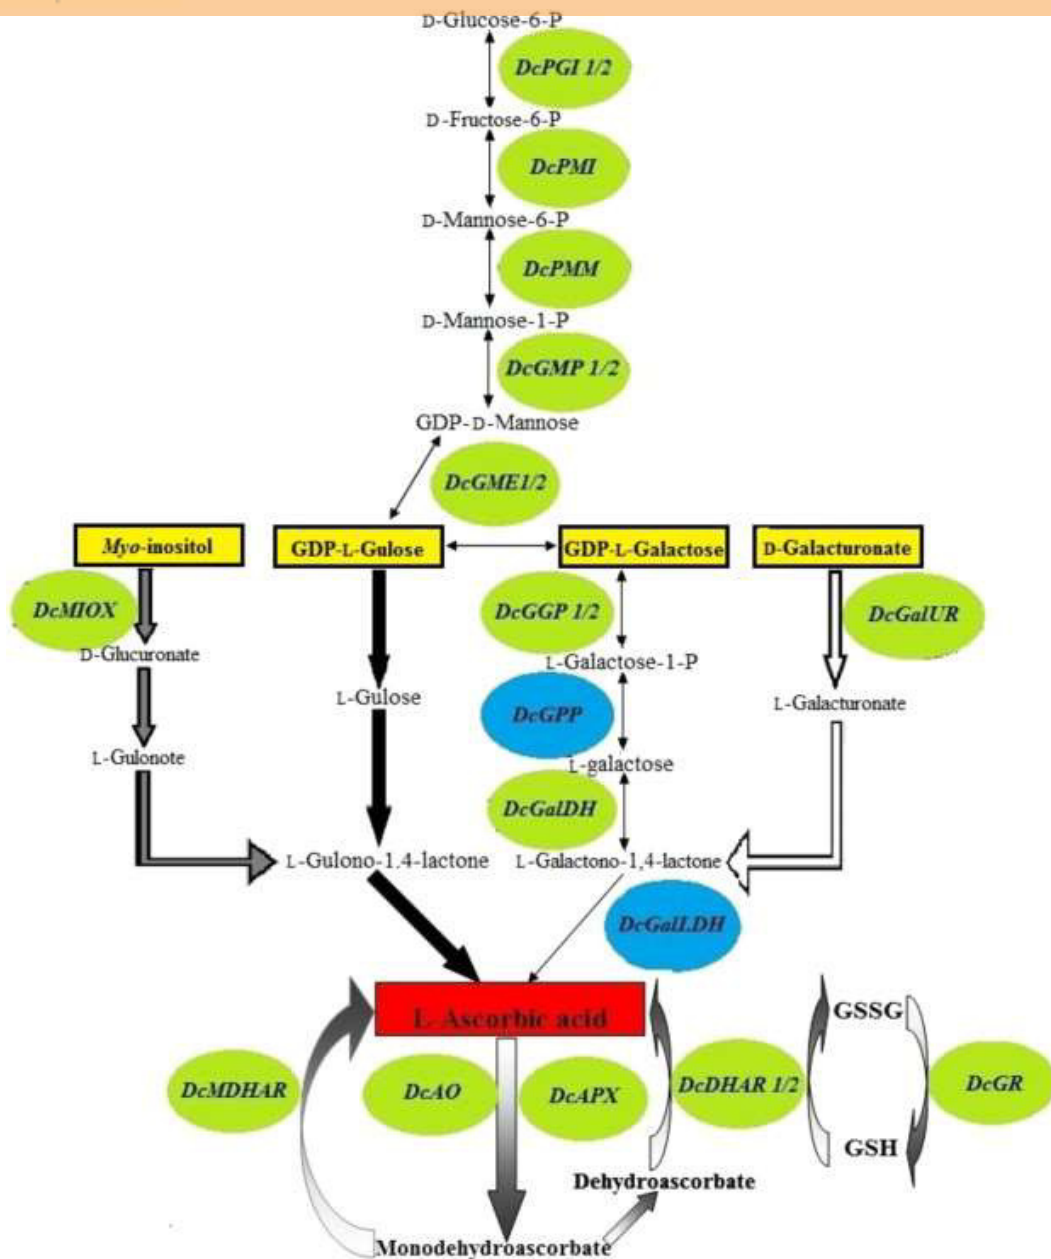 D-Glucose-6-P
DcPGI 1/2
D-Fructose-6-P
DcPMI
D-Mannose-6-P
DcPMM
D-Mannose-1-P
DcGMP 1/2
GDP-D-Mannose
DcGME1/2
Myo-inositol
GDP-L-Gulose
GDP-L-Galactose
D-Galacturonate
DcMIOX
DcGGP 1/2
DcGalUR
D-Glucuronate
L-Galactose-1-P
L-Gulose
L-Galacturonate
DcGPP
L-Gulonote
L-galactose
DcGalDH
L-Gulono-1,4-lactone
L-Galactono-1,4-lactone
DcGalLDH
L-Ascorbic acid
GSSG
DcMDHAR
DcAO
DcAPX
DcDHAR 1/2
DcGR
GSH
Dehydroascorbate
Monodehydroascorbate